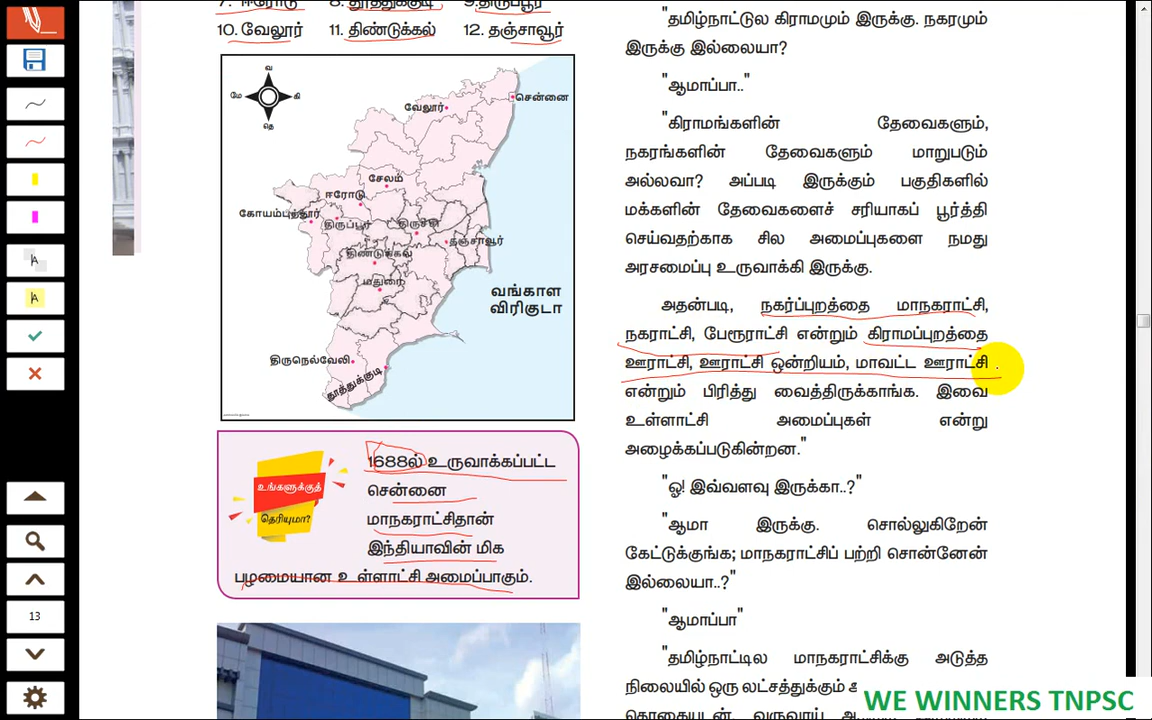 7. ஈரோடு 8. தூத்துக்குடி 9.திருப்பூர்
10. வேலூர் 11. திண்டுக்கல் 12. தஞ்சாவூர்
வ
மே கி
தெ
சென்னை
வேலூர்
சேலம்
ஈரோடு
கோயம்புத்தூர்
திருப்பூர் திருச்சி
தஞ்சாவூர்
திண்டுக்கல்
மதுரை
வங்காள
விரிகுடா
திருநெல்வேலி
தூத்துக்குடி
உங்களுக்குத்
தெரியுமா?
1688ல் உருவாக்கப்பட்ட
சென்னை
மாநகராட்சிதான்
இந்தியாவின் மிக
பழமையான உள்ளாட்சி அமைப்பாகும்.
"தமிழ்நாட்டுல கிராமமும் இருக்கு. நகரமும்
இருக்கு இல்லையா?
"ஆமாப்பா.."
"கிராமங்களின் தேவைகளும்,
நகரங்களின் தேவைகளும் மாறுபடும்
அல்லவா? அப்படி இருக்கும் பகுதிகளில்
மக்களின் தேவைகளைச் சரியாகப் பூர்த்தி
செய்வதற்காக சில அமைப்புகளை நமது
அரசமைப்பு உருவாக்கி இருக்கு.
அதன்படி, நகர்ப்புறத்தை மாநகராட்சி,
நகராட்சி, பேரூராட்சி என்றும் கிராமப்புறத்தை
ஊராட்சி, ஊராட்சி ஒன்றியம், மாவட்ட ஊராட்சி
என்றும் பிரித்து வைத்திருக்காங்க. இவை
உள்ளாட்சி அமைப்புகள் என்று
அழைக்கப்படுகின்றன."
"ஓ! இவ்வளவு இருக்கா..?"
"ஆமா இருக்கு. சொல்லுகிறேன்
கேட்டுக்குங்க; மாநகராட்சிப் பற்றி சொன்னேன்
இல்லையா..?"
"ஆமாப்பா"
"தமிழ்நாட்டில மாநகராட்சிக்கு அடுத்த
நிலையில் ஒரு லட்சத்துக்கும்
13
WE WINNERS TNPSC